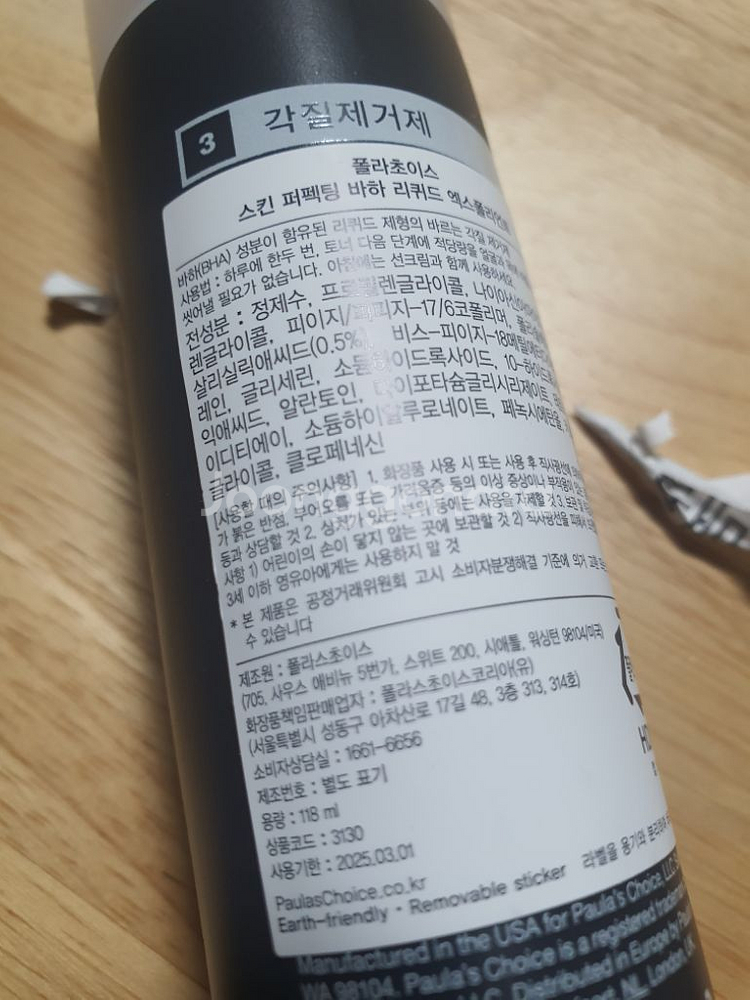 3 각질제거제
폴라초이스
스킨 퍼펙팅 바하 리퀴드
바하(BHA) 성분이 함유된 리퀴드 제형의 바르는 각질 제거제
사용법 : 하루에 한두 번, 토너 다음 단계에 적당량을 얼굴과
씻어낼 필요가 없습니다. 아침에는 선크림과 함께 사용하세요.
전성분 : 정제수, 프로필렌글라이콜,
렌글라이콜, 피이지/피피지-17/6코폴리머,
살리실릭애씨드(0.5%), 비스-피이지-18메틸
레인, 글리세린, 소듐하이드록사이드,
익애씨드, 알란토인, 다이포타슘글리시리제이트,
이디티에이, 소듐하이알루로네이트, 페녹시에탄올,
릴라이콜, 클로페네신
[사용할 때의 주의사항] 1. 화장품 사용 시 또는 사용 후 직사광선에
가 붉은 반점, 부어오름 또는 가려움증 등의 이상 증상이나 부작용이
등과 상담할 것 2. 상처가 있는 부위 등에는 사용을 자제할 것 3. 보관 및
사항 1) 어린이의 손이 닿지 않는 곳에 보관할 것 2) 직사광선을 피해서
3세 이하 영유아에게는 사용하지 말 것
* 본 제품은 공정거래위원회 고시 소비자분쟁해결 기준에 의거 교환
수 있습니다
제조원 : 폴라스초이스
(705, 사우스 애비뉴 5번가, 스위트 200, 시애틀, 워싱턴 98104/미국)
화장품책임판매업자 : 폴라스초이스코리아(유)
(서울특별시 성동구 아차산로 17길 48, 3층 313, 314호)
소비자상담실 : 1661-6656
제조번호 : 별도 표기
용량 : 118 ml
상품코드 : 3130
사용기한 : 2025.03.01
PaulasChoice.co.kr
Earth-friendly - Removable sticker 라벨을 용기와 분리하여
Manufactured in the USA for Paula's Choice, LLC
WA 98104. Paula's Choice is a registered
Distributed in Europe by
NL, London, UK